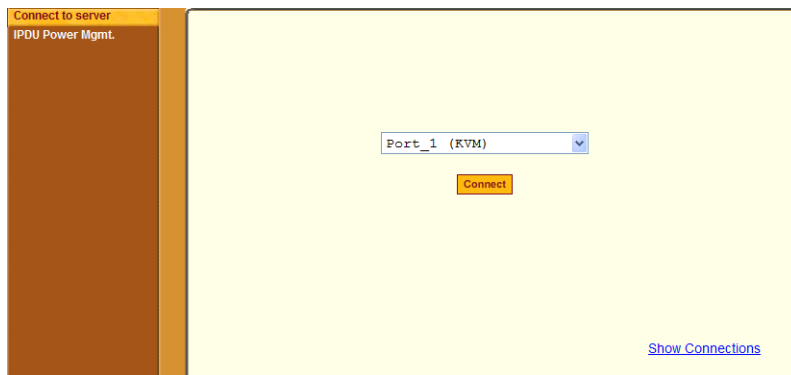 Connect to server
IPDU Power Mgmt.
Port_1 (KVM)
Connect
Show Connections